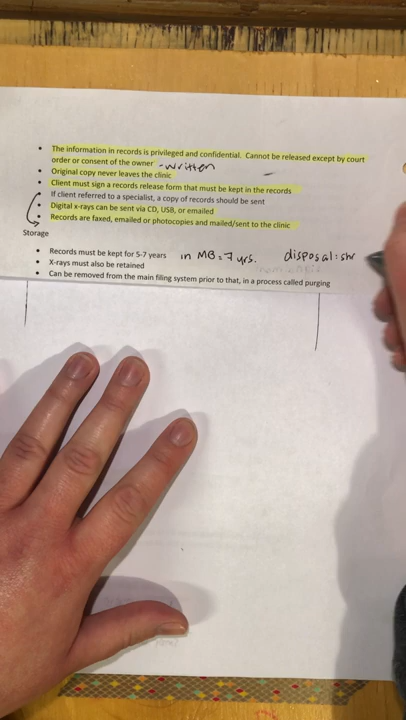 • The information in records is privileged and confidential. Cannot be released except by court
order or consent of the owner - written
• Original copy never leaves the clinic
• Client must sign a records release form that must be kept in the records
• If client referred to a specialist, a copy of records should be sent
• Digital x-rays can be sent via CD, USB, or emailed
• Records are faxed, emailed or photocopies and mailed/sent to the clinic
Storage
• Records must be kept for 5-7 years in MB = 7 yrs. disposal: shr
• X-rays must also be retained
• Can be removed from the main filing system prior to that, in a process called purging